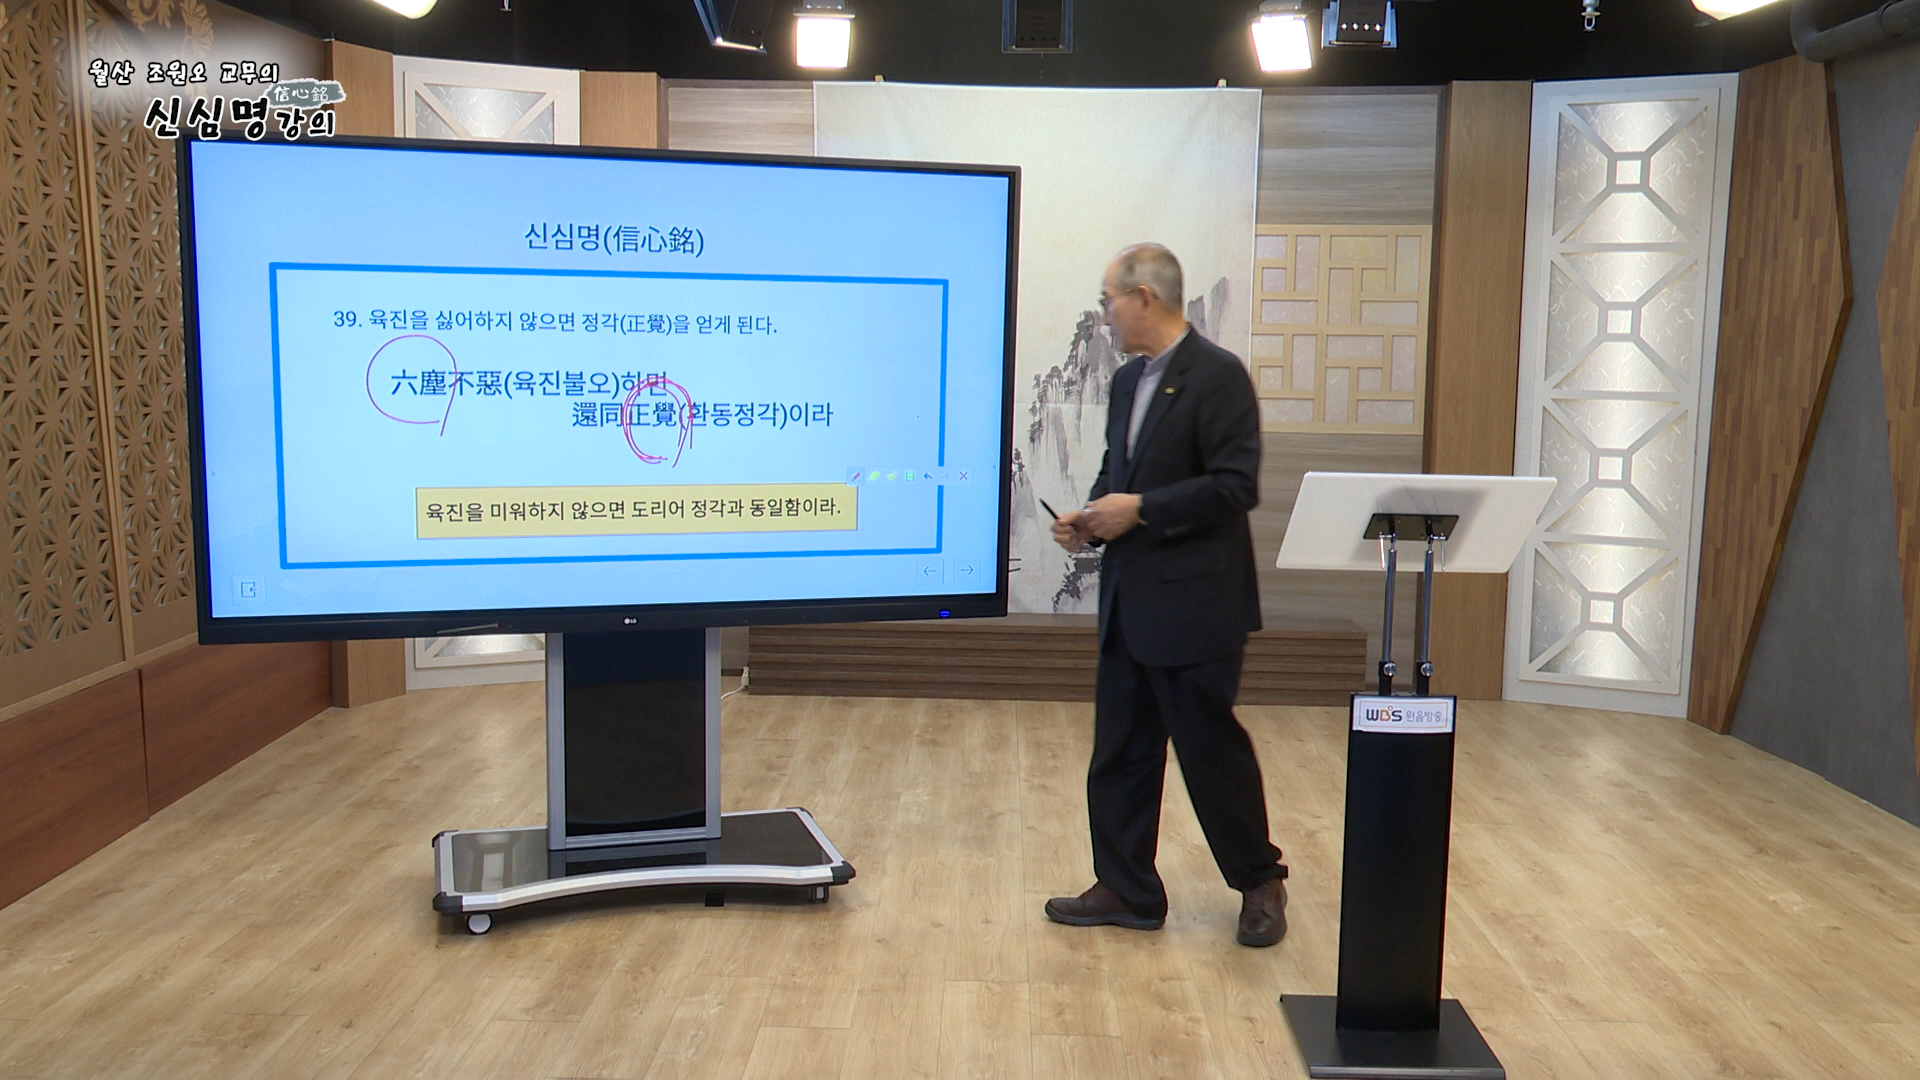 월산 조원오 교무의
信心銘
신심명 강의
신심명(信心銘)
39. 육진을 싫어하지 않으면 정각(正覺)을 얻게 된다.
六塵不惡(육진불오)하면
還同正覺(환동정각)이라
육진을 미워하지 않으면 도리어 정각과 동일함이라.
LG
WBS 원음방송